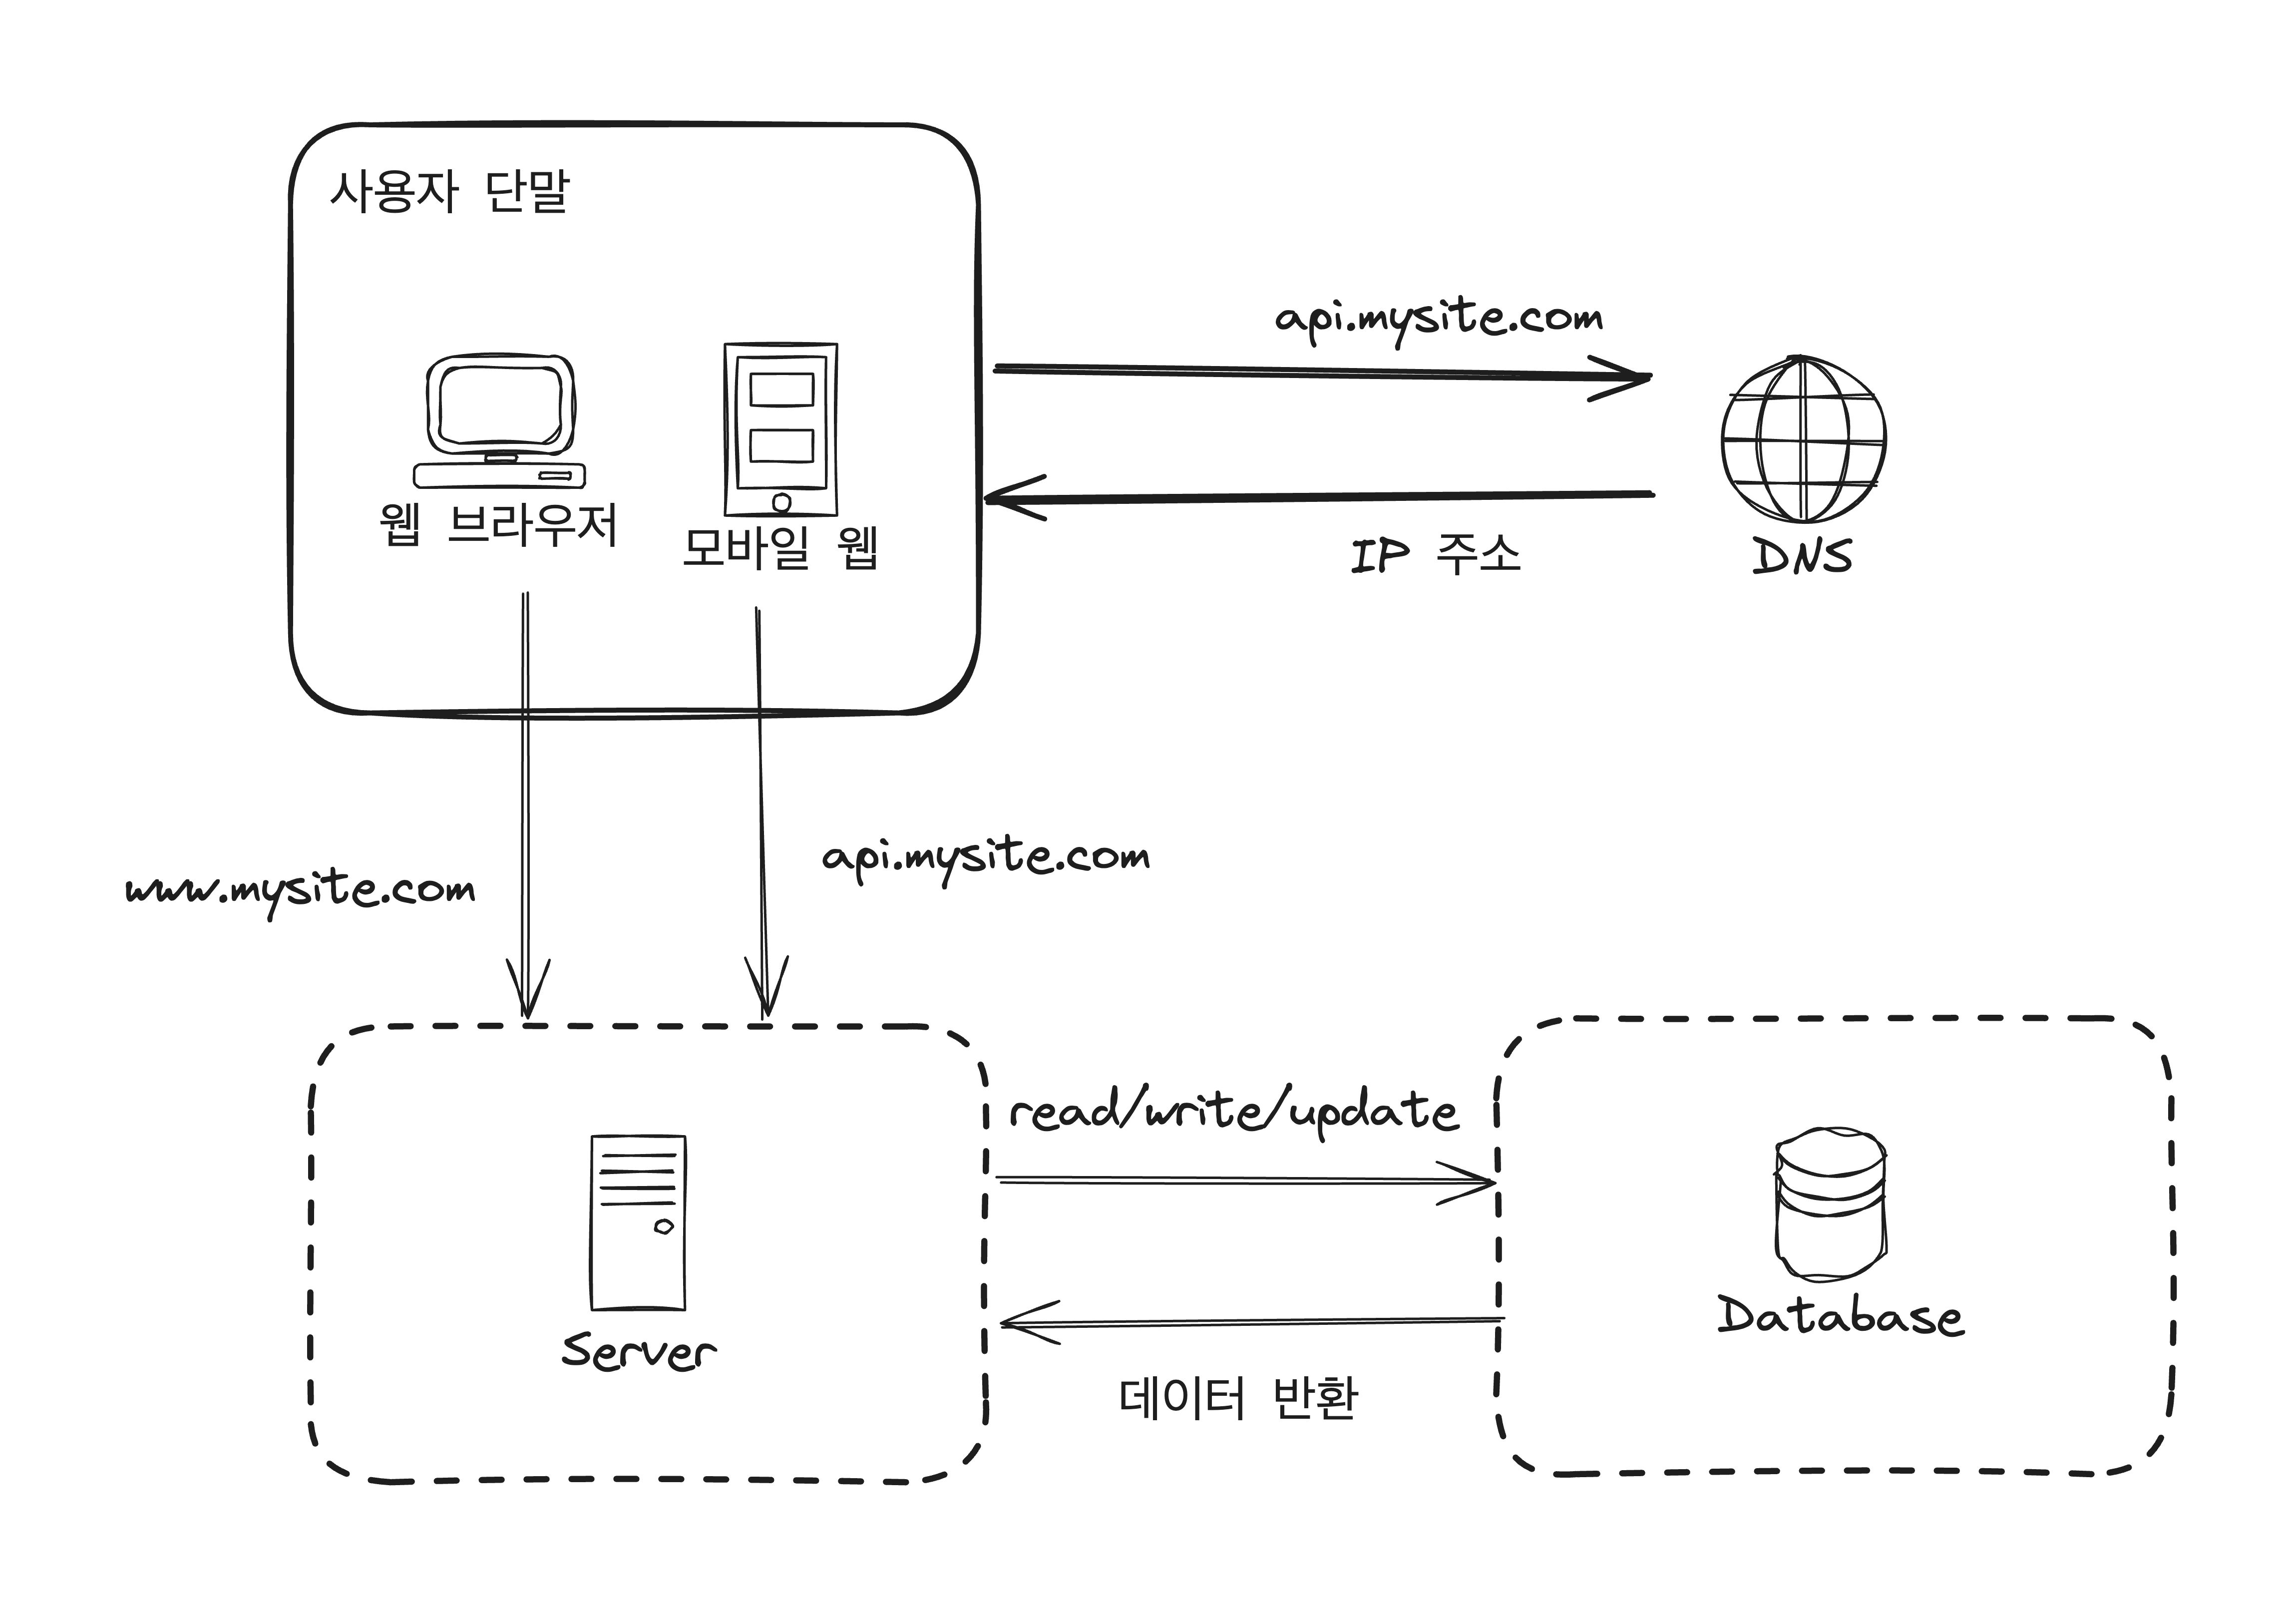 사용자 단말
api.mysite.com
웹 브라우저
모바일 웹
IP 주소
DNS
www.mysite.com
api.mysite.com
read/write/update
Server
Database
데이터 반환